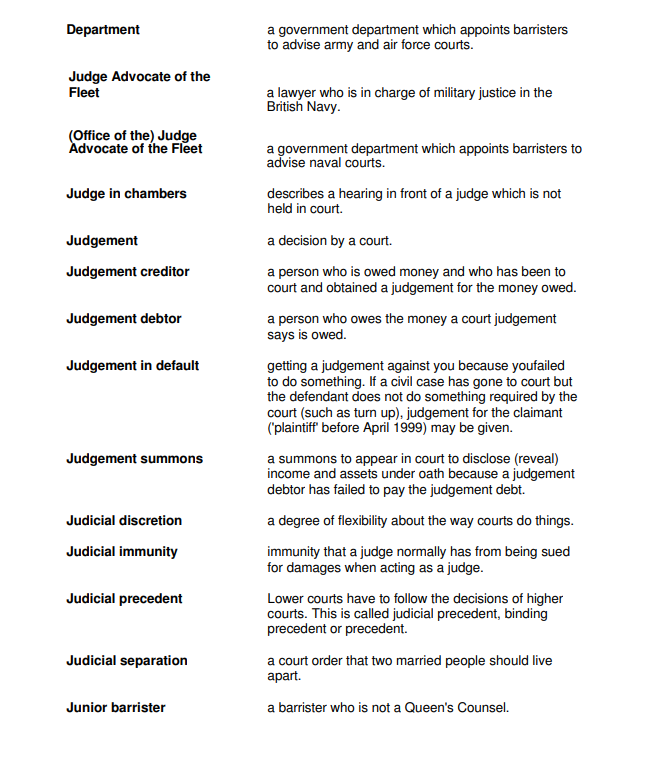 Department a government department which appoints barristers
to advise army and air force courts.
Judge Advocate of the
Fleet a lawyer who is in charge of military justice in the
British Navy.
(Office of the) Judge
Advocate of the Fleet a government department which appoints barristers to
advise naval courts.
Judge in chambers describes a hearing in front of a judge which is not
held in court.
Judgement a decision by a court.
Judgement creditor a person who is owed money and who has been to
court and obtained a judgement for the money owed.
Judgement debtor a person who owes the money a court judgement
says is owed.
Judgement in default getting a judgement against you because youfailed
to do something. If a civil case has gone to court but
the defendant does not do something required by the
court (such as turn up), judgement for the claimant
('plaintiff' before April 1999) may be given.
Judgement summons a summons to appear in court to disclose (reveal)
income and assets under oath because a judgement
debtor has failed to pay the judgement debt.
Judicial discretion a degree of flexibility about the way courts do things.
Judicial immunity immunity that a judge normally has from being sued
for damages when acting as a judge.
Judicial precedent Lower courts have to follow the decisions of higher
courts. This is called judicial precedent, binding
precedent or precedent.
Judicial separation a court order that two married people should live
apart.
Junior barrister a barrister who is not a Queen's Counsel.